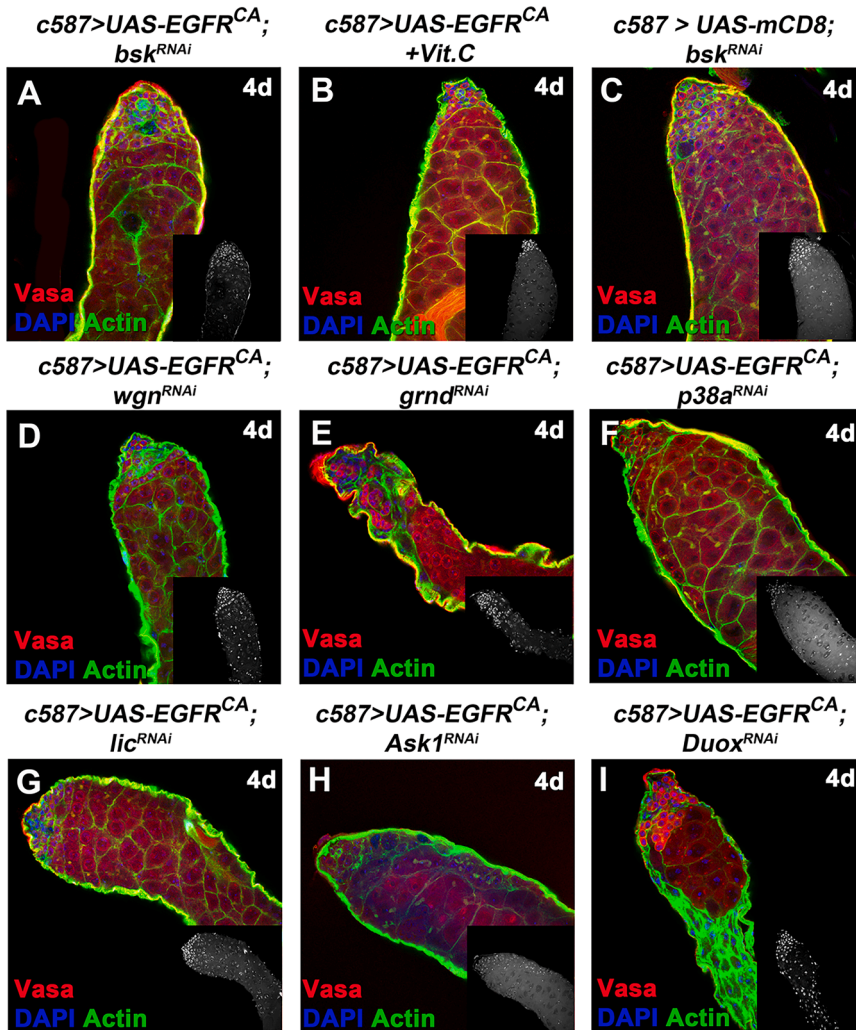 c587>UAS-EGFR^CA;
bsk^RNAi
c587>UAS-EGFR^CA
+Vit.C
c587 > UAS-mCD8;
bsk^RNAi
A
4d
Vasa
DAPI Actin
B
4d
Vasa
DAPI Actin
C
4d
Vasa
DAPI Actin
c587>UAS-EGFR^CA;
wgn^RNAi
c587>UAS-EGFR^CA;
grnd^RNAi
c587>UAS-EGFR^CA;
p38a^RNAi
D
4d
Vasa
DAPI Actin
E
4d
Vasa
DAPI Actin
F
4d
Vasa
DAPI Actin
c587>UAS-EGFR^CA;
lic^RNAi
c587>UAS-EGFR^CA;
Ask1^RNAi
c587>UAS-EGFR^CA;
Duox^RNAi
G
4d
Vasa
DAPI Actin
H
4d
Vasa
DAPI Actin
I
4d
Vasa
DAPI Actin